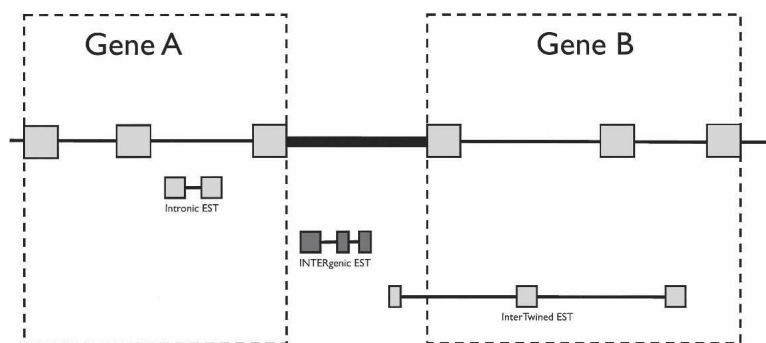 Gene A
Gene B
Intronic EST
INTERgenic EST
InterTwined EST